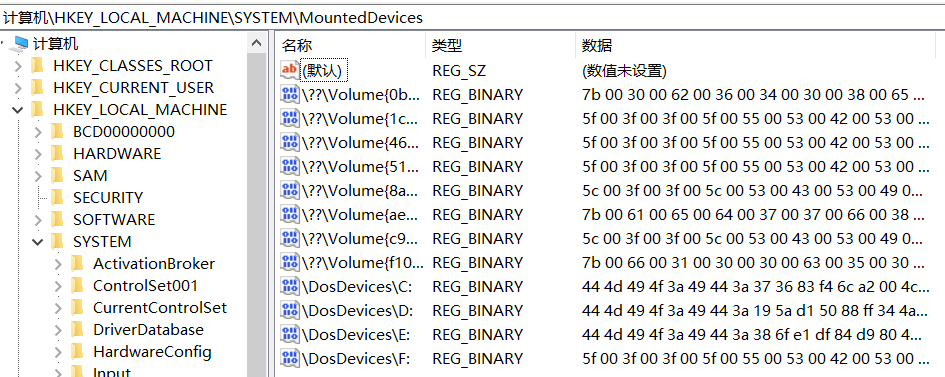 计算机\HKEY_LOCAL_MACHINE\SYSTEM\MountedDevices
计算机
HKEY_CLASSES_ROOT
HKEY_CURRENT_USER
HKEY_LOCAL_MACHINE
BCD00000000
HARDWARE
SAM
SECURITY
SOFTWARE
SYSTEM
ActivationBroker
ControlSet001
CurrentControlSet
DriverDatabase
HardwareConfig
Input
名称 类型 数据
(默认) REG_SZ (数值未设置)
\??\Volume{0b... REG_BINARY 7b 00 30 00 62 00 36 00 34 00 30 00 38 00 65 ...
\??\Volume{1c... REG_BINARY 5f 00 3f 00 3f 00 5f 00 55 00 53 00 42 00 53 00 ...
\??\Volume{46... REG_BINARY 5f 00 3f 00 3f 00 5f 00 55 00 53 00 42 00 53 00 ...
\??\Volume{51... REG_BINARY 5f 00 3f 00 3f 00 5f 00 55 00 53 00 42 00 53 00 ...
\??\Volume{8a... REG_BINARY 5c 00 3f 00 3f 00 5c 00 53 00 43 00 53 00 49 0...
\??\Volume{ae... REG_BINARY 7b 00 61 00 65 00 64 00 37 00 37 00 66 00 38 ...
\??\Volume{c9... REG_BINARY 5c 00 3f 00 3f 00 5c 00 53 00 43 00 53 00 49 0...
\??\Volume{f10... REG_BINARY 7b 00 66 00 31 00 30 00 30 00 63 00 35 00 30 ...
\DosDevices\C: REG_BINARY 44 4d 49 4f 3a 49 44 3a 37 36 83 f4 6c a2 00 4c...
\DosDevices\D: REG_BINARY 44 4d 49 4f 3a 49 44 3a 19 5a d1 50 88 ff 34 4a...
\DosDevices\E: REG_BINARY 44 4d 49 4f 3a 49 44 3a 38 6f e1 df 84 d9 80 4...
\DosDevices\F: REG_BINARY 5f 00 3f 00 3f 00 5f 00 55 00 53 00 42 00 53 00 ...